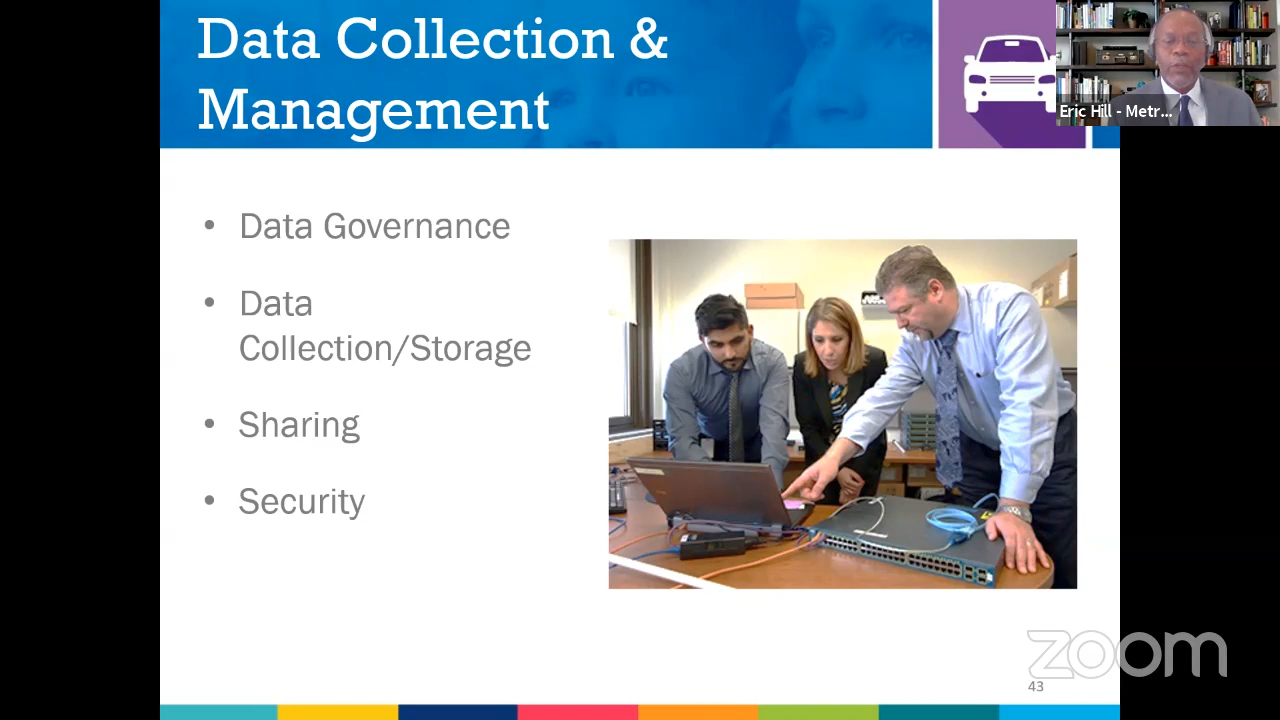 Data Collection &
Management
Eric Hill - Metr...
• Data Governance
• Data
Collection/Storage
• Sharing
• Security
zoom
43